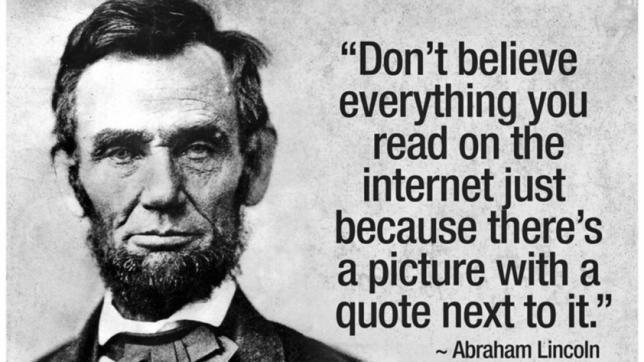 “Don’t believe
everything you
read on the
internet just
because there’s
a picture with a
quote next to it.”
~ Abraham Lincoln